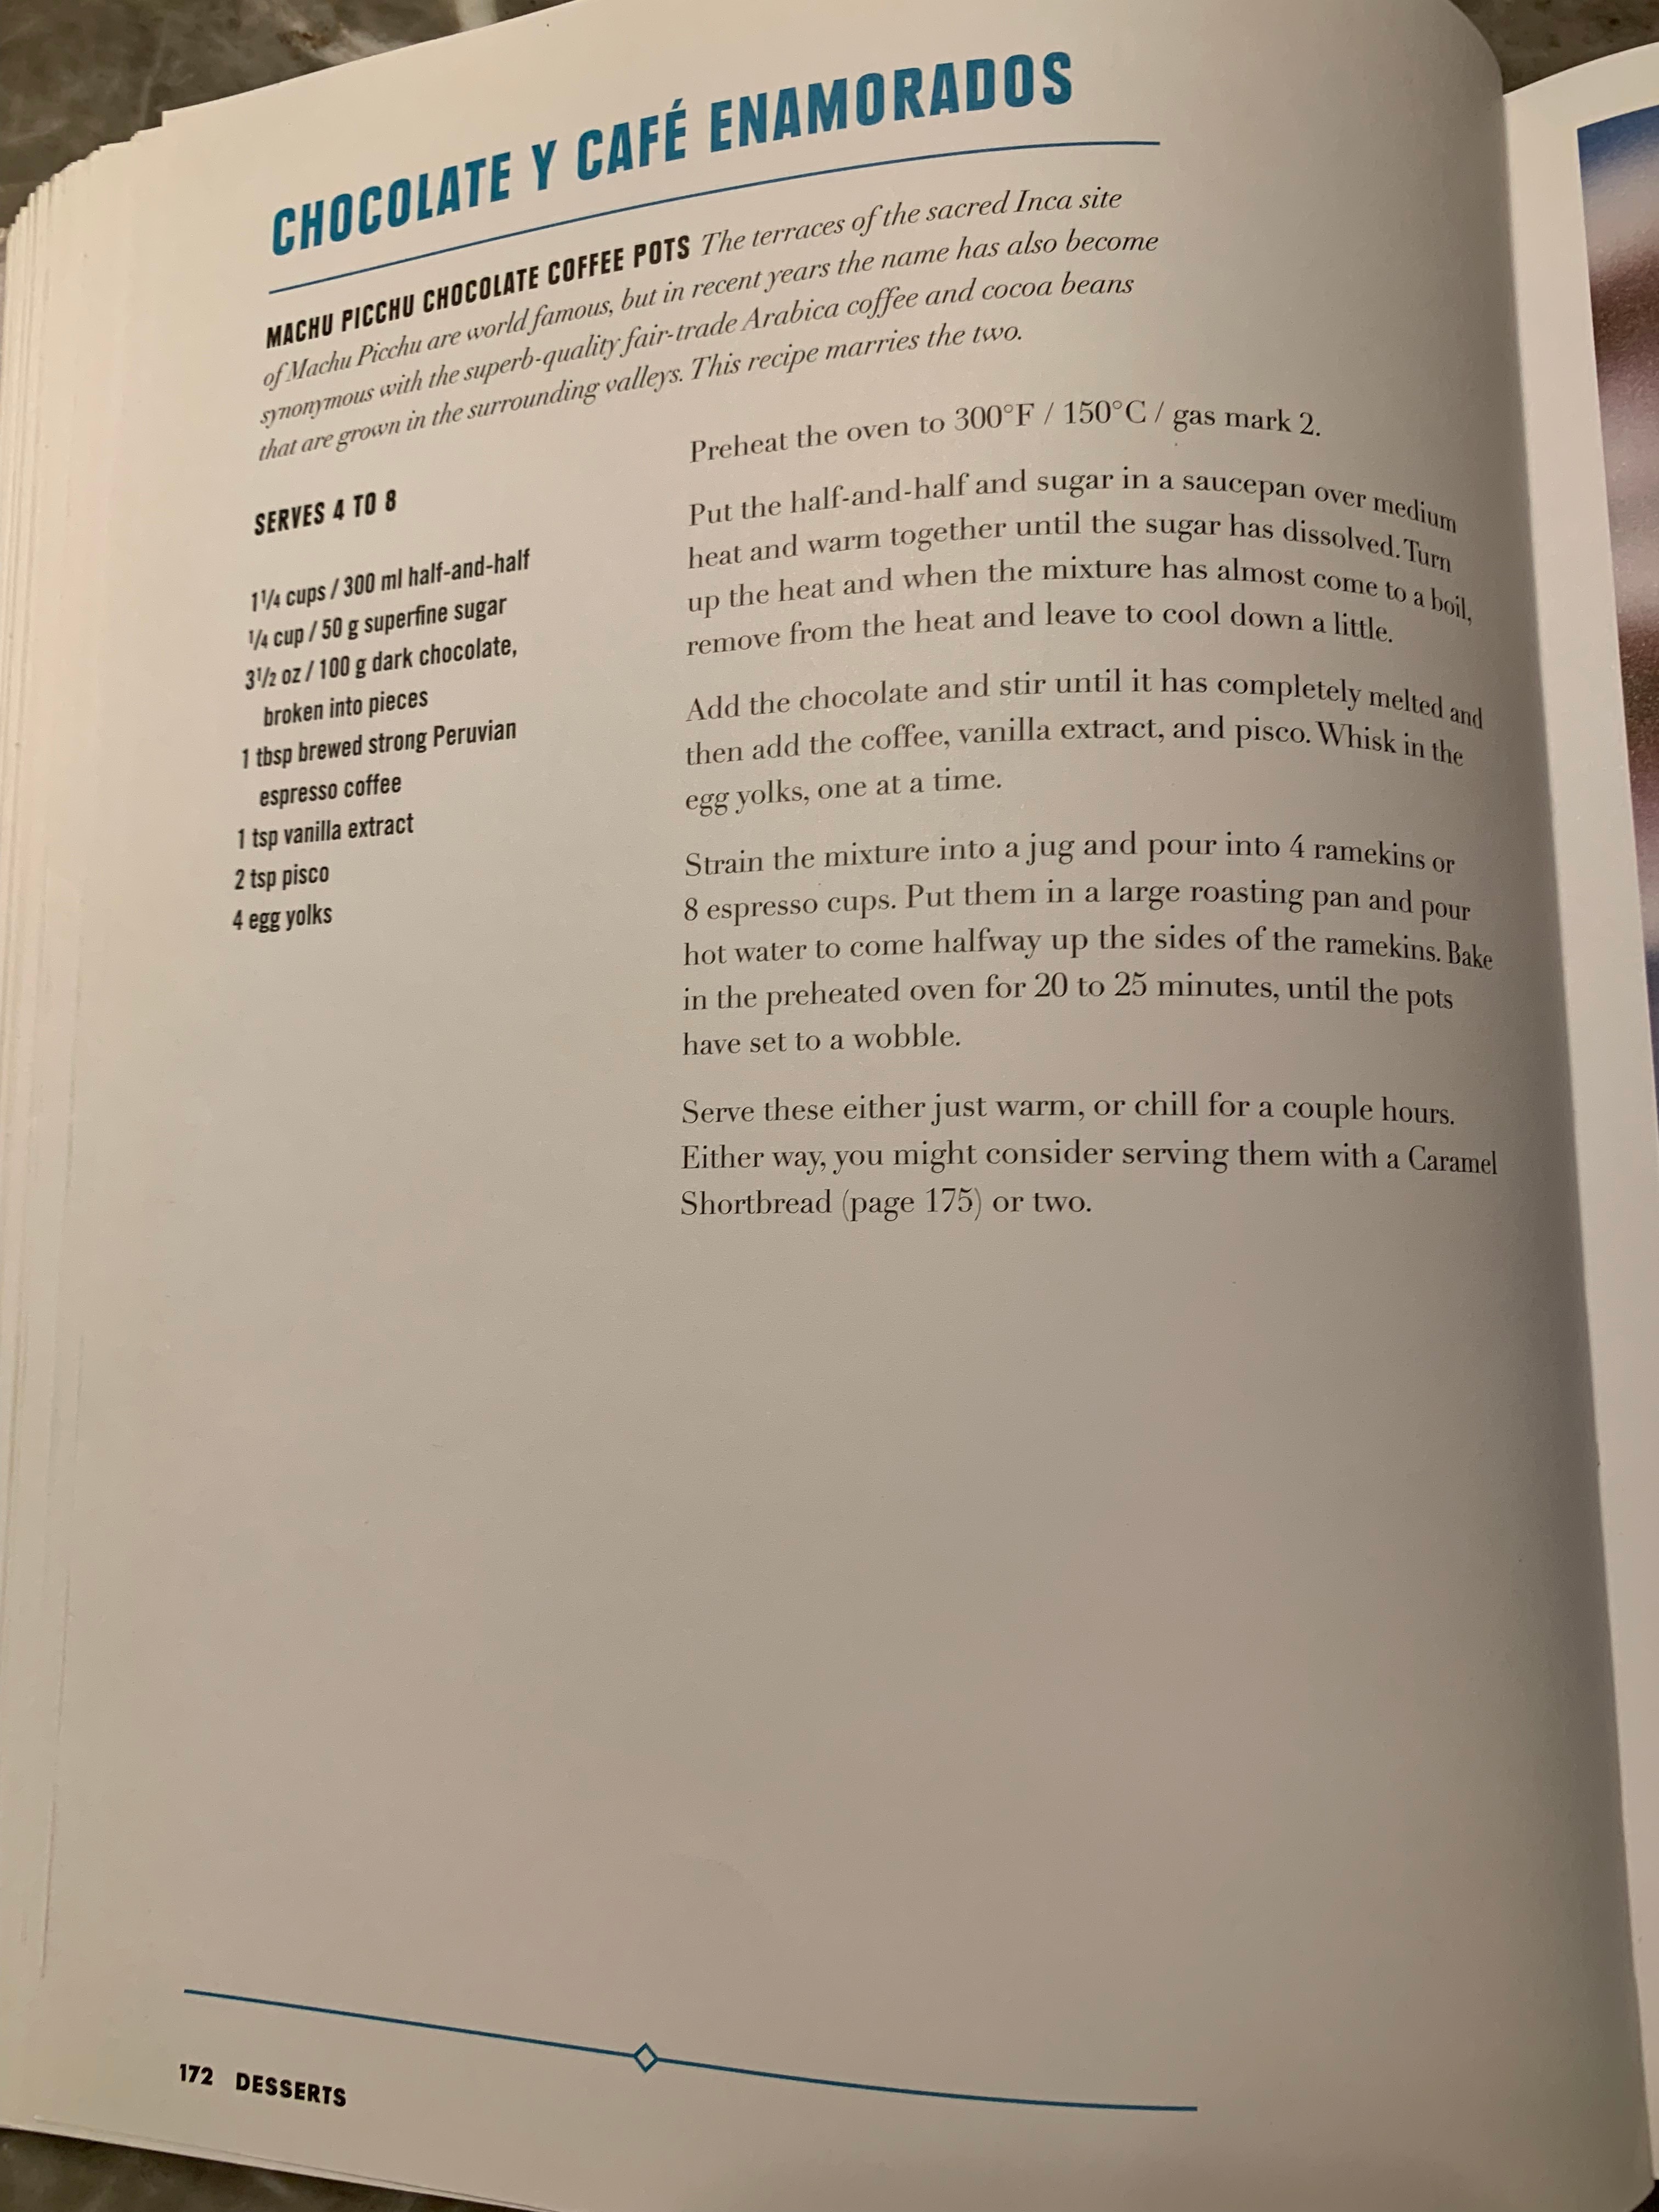 CHOCOLATE Y CAFÉ ENAMORADOS
MACHU PICCHU CHOCOLATE COFFEE POTS The terraces of the sacred Inca site
of Machu Picchu are world famous, but in recent years the name has also become
synonymous with the superb-quality fair-trade Arabica coffee and cocoa beans
that are grown in the surrounding valleys. This recipe marries the two.
SERVES 4 TO 8
1 1/4 cups / 300 ml half-and-half
1/4 cup / 50 g superfine sugar
3 1/2 oz / 100 g dark chocolate,
broken into pieces
1 tbsp brewed strong Peruvian
espresso coffee
1 tsp vanilla extract
2 tsp pisco
4 egg yolks
Preheat the oven to 300°F / 150°C / gas mark 2.
Put the half-and-half and sugar in a saucepan over medium
heat and warm together until the sugar has dissolved. Turn
up the heat and when the mixture has almost come to a boil,
remove from the heat and leave to cool down a little.
Add the chocolate and stir until it has completely melted and
then add the coffee, vanilla extract, and pisco. Whisk in the
egg yolks, one at a time.
Strain the mixture into a jug and pour into 4 ramekins or
8 espresso cups. Put them in a large roasting pan and pour
hot water to come halfway up the sides of the ramekins. Bake
in the preheated oven for 20 to 25 minutes, until the pots
have set to a wobble.
Serve these either just warm, or chill for a couple hours.
Either way, you might consider serving them with a Caramel
Shortbread (page 175) or two.
172 DESSERTS